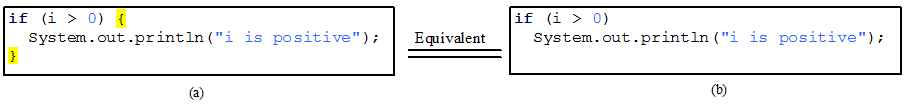 if (i > 0) {
  System.out.println("i is positive");
}
(a)
Equivalent
if (i > 0)
  System.out.println("i is positive");
(b)